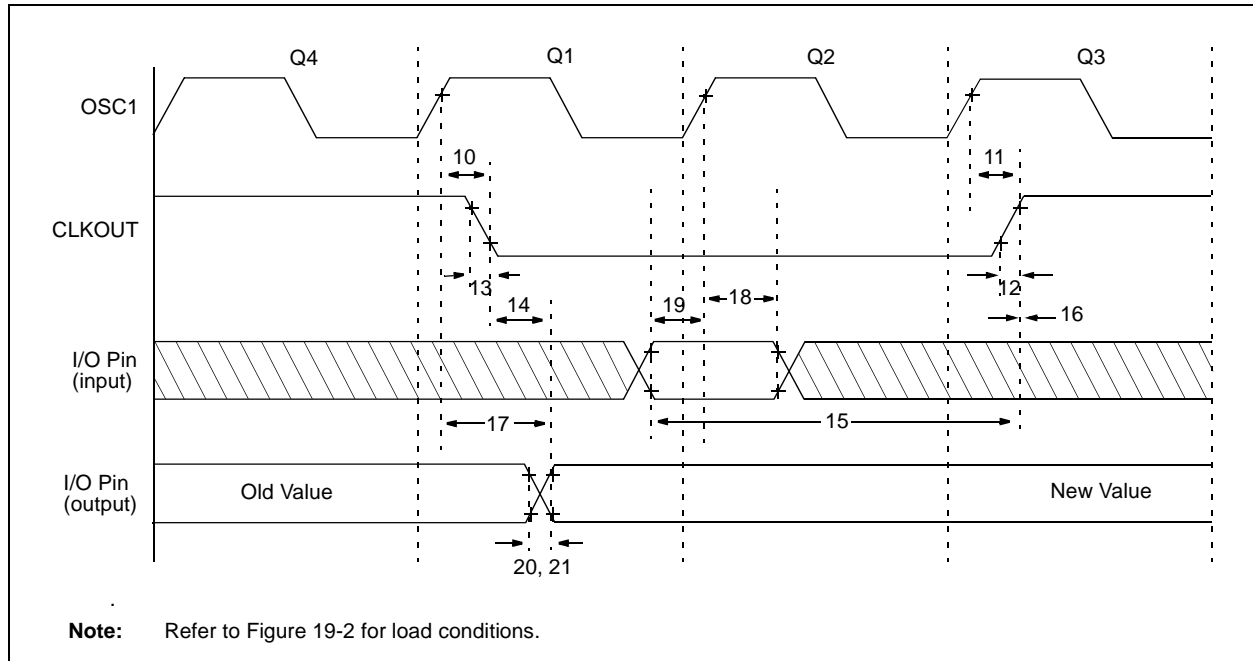 Q4 Q1 Q2 Q3
OSC1
10 11
CLKOUT
13 12
14 19 18 16
I/O Pin
(input)
17 15
I/O Pin
(output)
Old Value New Value
20, 21
.
Note: Refer to Figure 19-2 for load conditions.